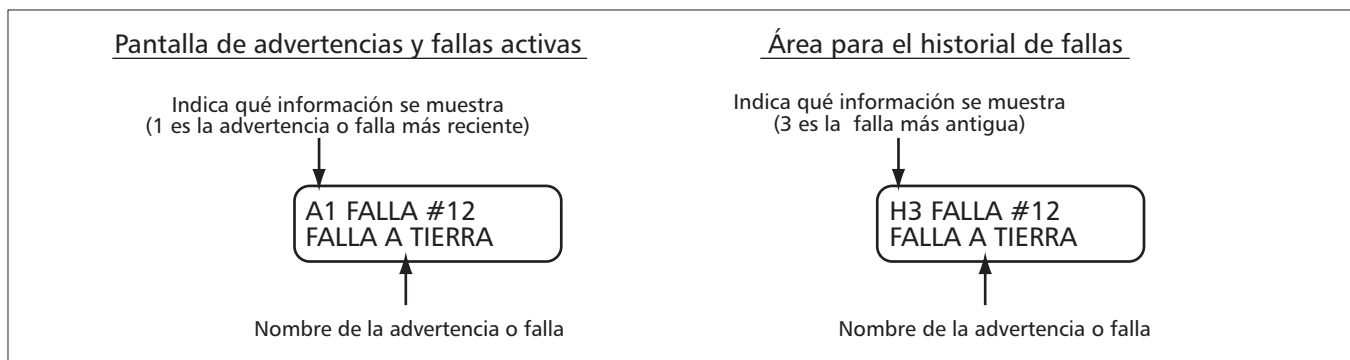 Pantalla de advertencias y fallas activas
Indica qué información se muestra
(1 es la advertencia o falla más reciente)
A1 FALLA #12
FALLA A TIERRA
Nombre de la advertencia o falla
Área para el historial de fallas
Indica qué información se muestra
(3 es la falla más antigua)
H3 FALLA #12
FALLA A TIERRA
Nombre de la advertencia o falla